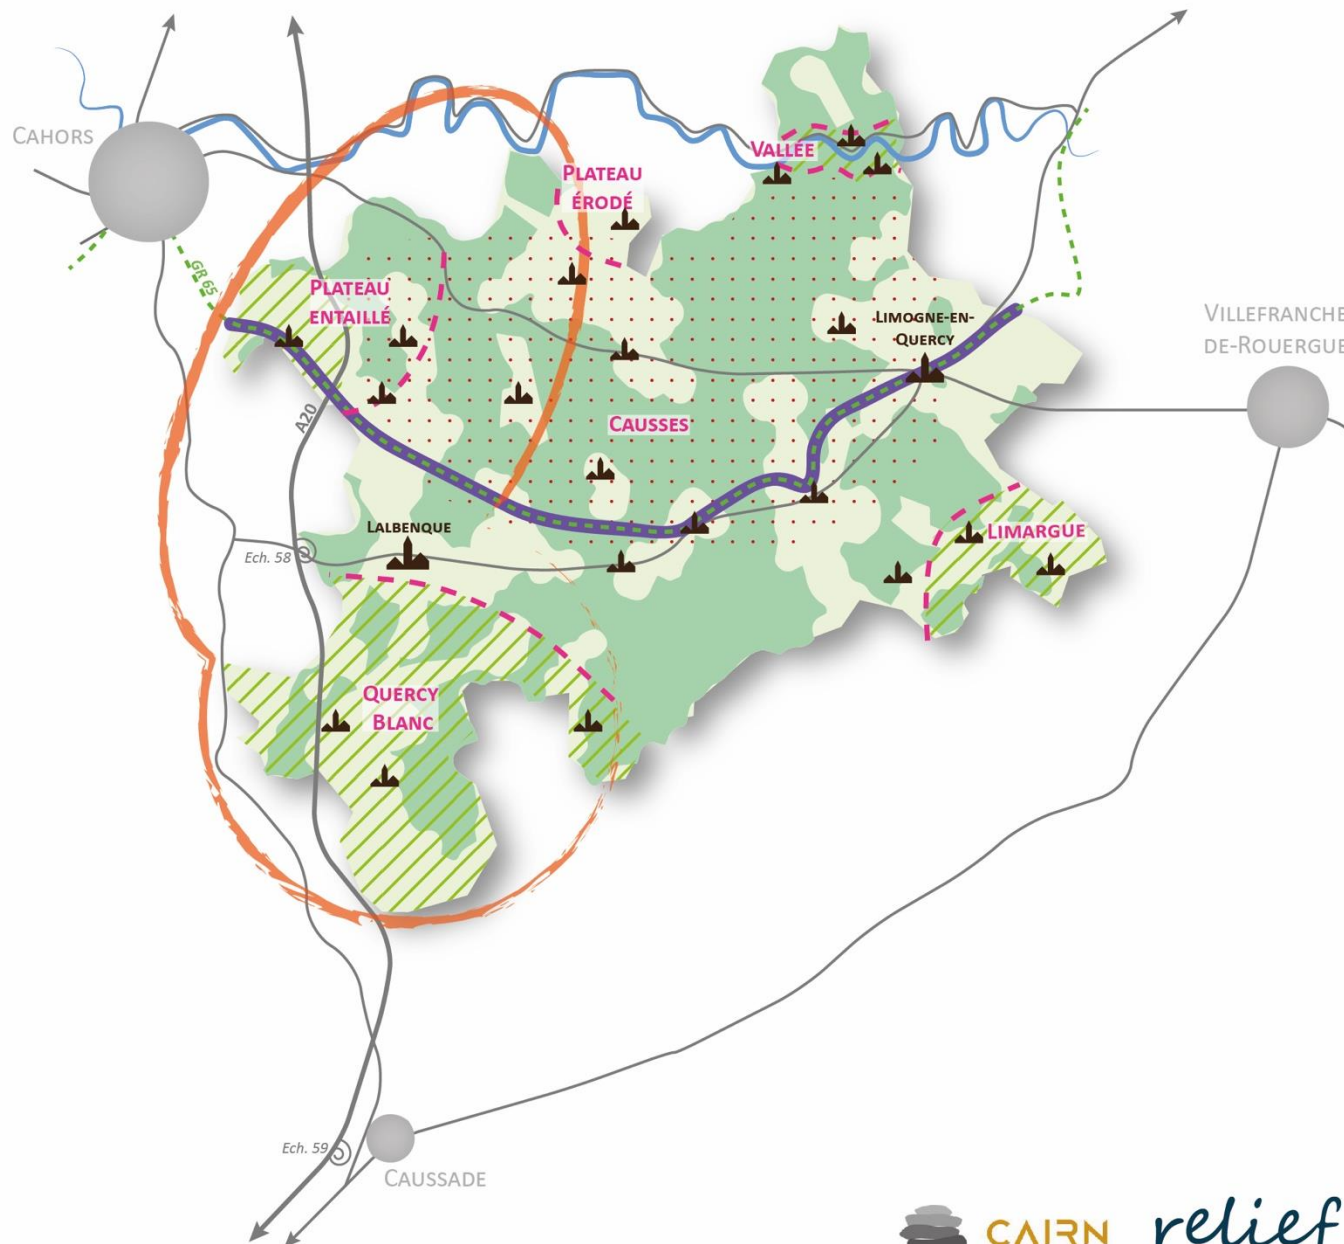 CAHORS
VALLÉE
PLATEAU
ÉRODÉ
GR 65
PLATEAU
ENTAILLÉ
LIMOGNE-EN-
QUERCY
VILLEFRANCHE
DE-ROUERGUE
A20
CAUSSES
LALBENQUE
Ech. 58
LIMARGUE
QUERCY
BLANC
Ech. 59
CAUSSADE
CAIRN
relief